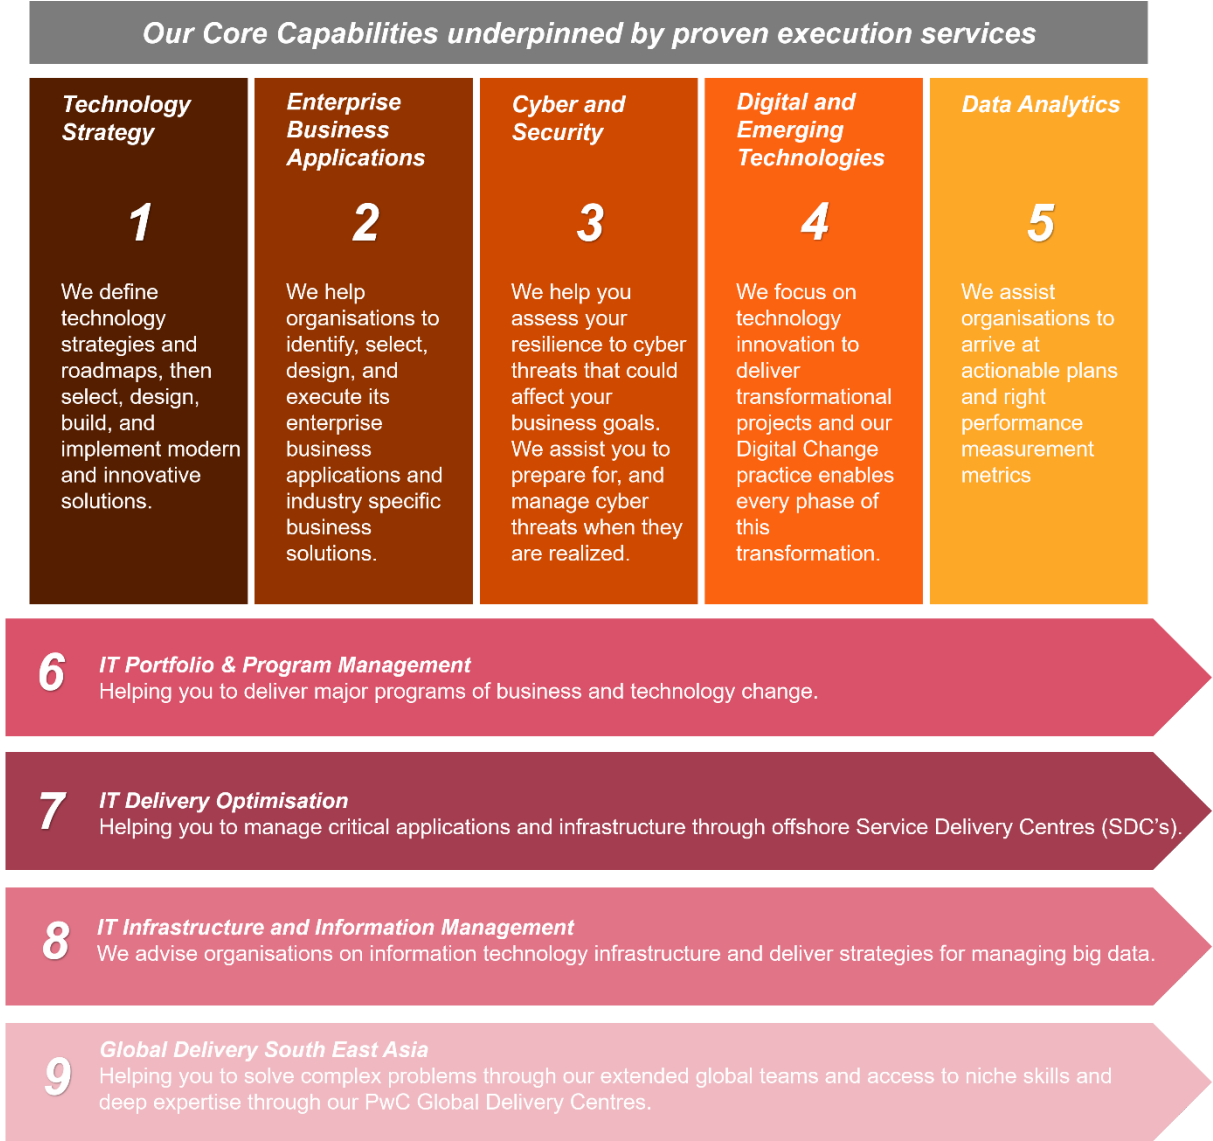 Our Core Capabilities underpinned by proven execution services
Technology
Strategy
1
We define
technology
strategies and
roadmaps, then
select, design,
build, and
implement modern
and innovative
solutions.
Enterprise
Business
Applications
2
We help
organisations to
identify, select,
design, and
execute its
enterprise
business
applications and
industry specific
business
solutions.
Cyber and
Security
3
We help you
assess your
resilience to cyber
threats that could
affect your
business goals.
We assist you to
prepare for, and
manage cyber
threats when they
are realized.
Digital and
Emerging
Technologies
4
We focus on
technology
innovation to
deliver
transformational
projects and our
Digital Change
practice enables
every phase of
this
transformation.
Data Analytics
5
We assist
organisations to
arrive at
actionable plans
and right
performance
measurement
metrics
6
IT Portfolio & Program Management
Helping you to deliver major programs of business and technology change.
7
IT Delivery Optimisation
Helping you to manage critical applications and infrastructure through offshore Service Delivery Centres (SDC’s).
8
IT Infrastructure and Information Management
We advise organisations on information technology infrastructure and deliver strategies for managing big data.
9
Global Delivery South East Asia
Helping you to solve complex problems through our extended global teams and access to niche skills and
deep expertise through our PwC Global Delivery Centres.